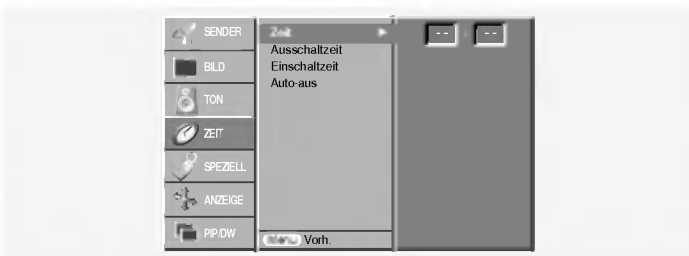 SENDER
BILD
TON
ZEIT
SPEZIELL
ANZEIGE
PIP/DW
Zeit
Ausschaltzeit
Einschaltzeit
Auto-aus
-- : --
Menu Vorh.